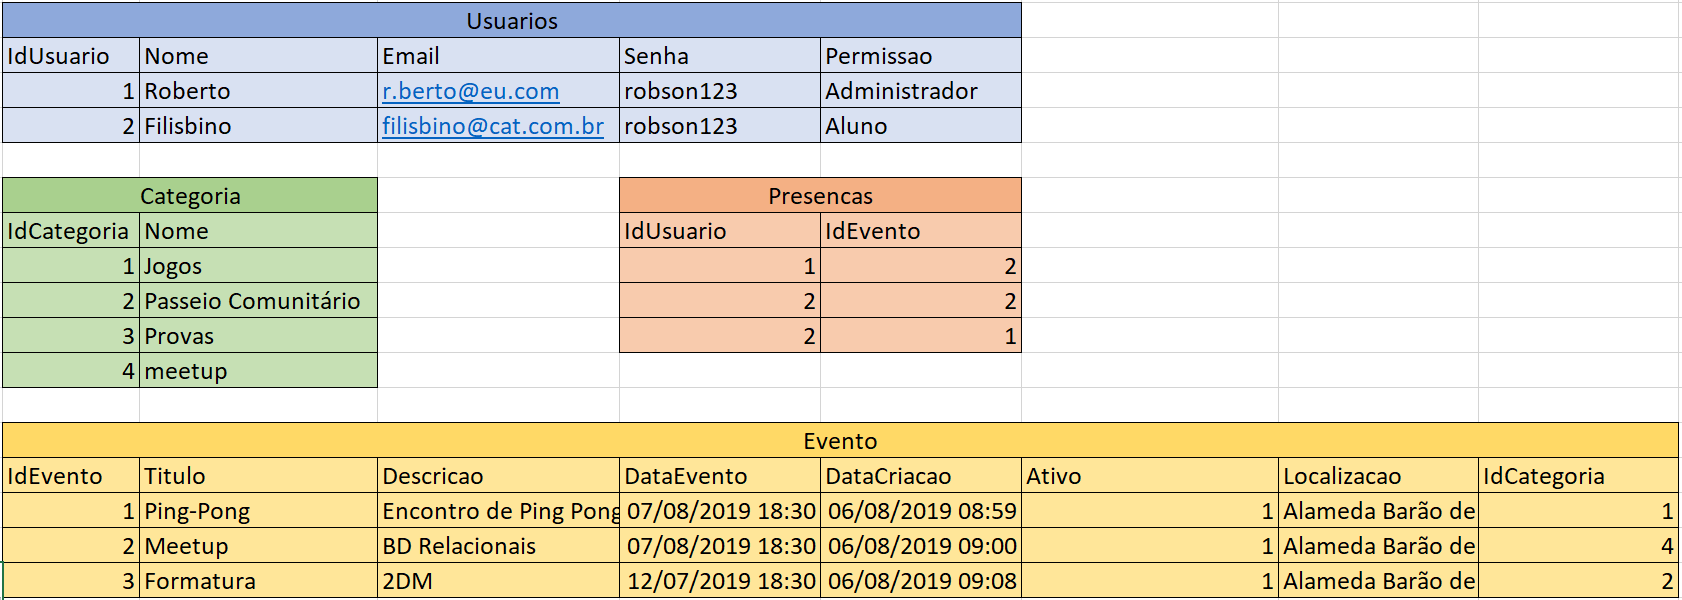 Usuarios
IdUsuario Nome Email Senha Permissao
1 Roberto r.berto@eu.com robson123 Administrador
2 Filisbino filisbino@cat.com.br robson123 Aluno
Categoria Presencas
IdCategoria Nome IdUsuario IdEvento
1 Jogos 1 2
2 Passeio Comunitário 2 2
3 Provas 2 1
4 meetup
Evento
IdEvento Titulo Descricao DataEvento DataCriacao Ativo Localizacao IdCategoria
1 Ping-Pong Encontro de Ping Pong 07/08/2019 18:30 06/08/2019 08:59 1 Alameda Barão de 1
2 Meetup BD Relacionais 07/08/2019 18:30 06/08/2019 09:00 1 Alameda Barão de 4
3 Formatura 2DM 12/07/2019 18:30 06/08/2019 09:08 1 Alameda Barão de 2